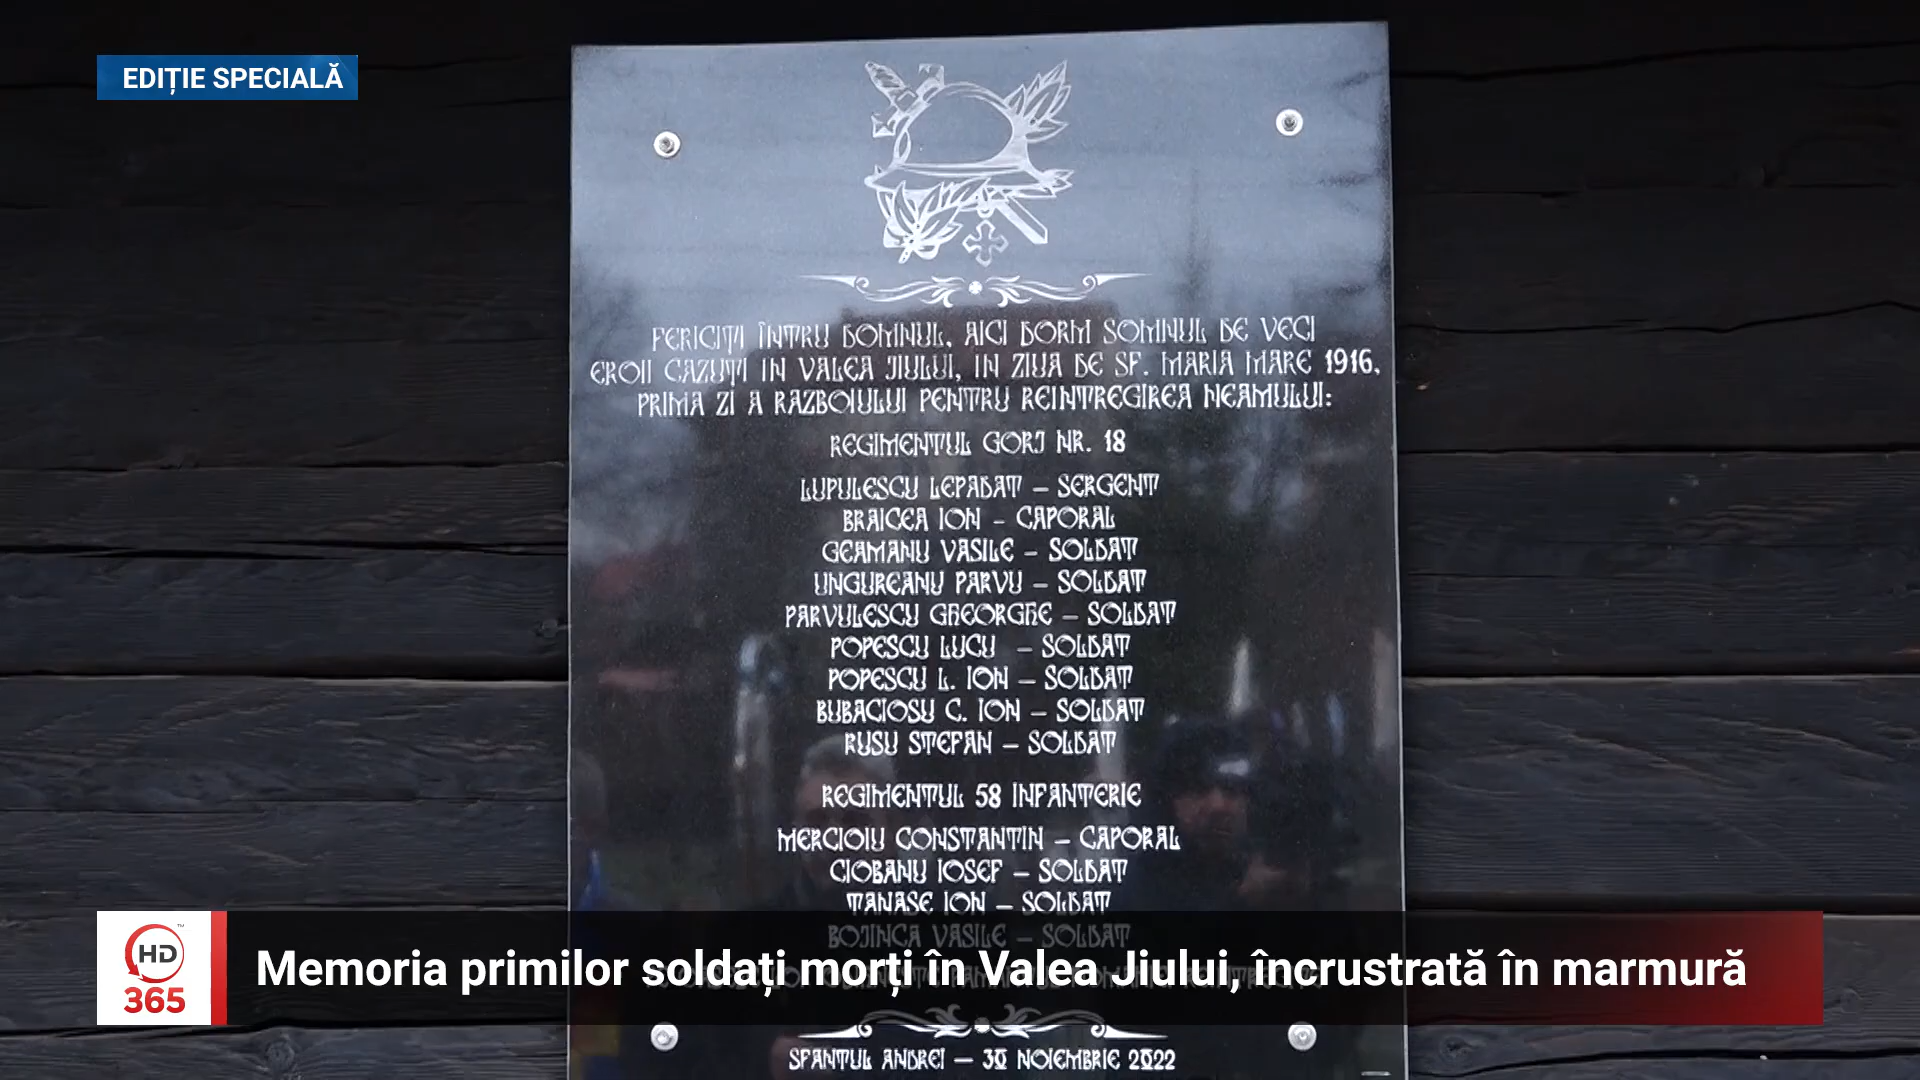 EDIȚIE SPECIALĂ
FERICIȚI ÎNTRU DOMNUL, AICI DORM SOMNUL DE VECI
EROII CAZUȚI IN VALEA JIULUI, IN ZIUA DE SF. MARIA MARE 1916,
PRIMA ZI A RAZBOIULUI PENTRU REINTREGIREA NEAMULUI:
REGIMENTUL GORJ NR. 18
LUPULESCU LEPADAT – SERGENT
BRAICEA ION – CAPORAL
GEAMANU VASILE – SOLDAT
UNGUREANU PARVU – SOLDAT
PARVULESCU GHEORGHE – SOLDAT
POPESCU LUCU – SOLDAT
POPESCU L. ION – SOLDAT
BUBACIOSU C. ION – SOLDAT
RUSU STEFAN – SOLDAT
REGIMENTUL 58 INFANTERIE
MERCIOIU CONSTANTIN – CAPORAL
CIOBANU IOSEF – SOLDAT
TANASE ION – SOLDAT
BOJINCA VASILE – SOLDAT
HD™
365
Memoria primilor soldați morți în Valea Jiului, încrustrată în marmură
SFANTUL ANDREI – 30 NOIEMBRIE 2022